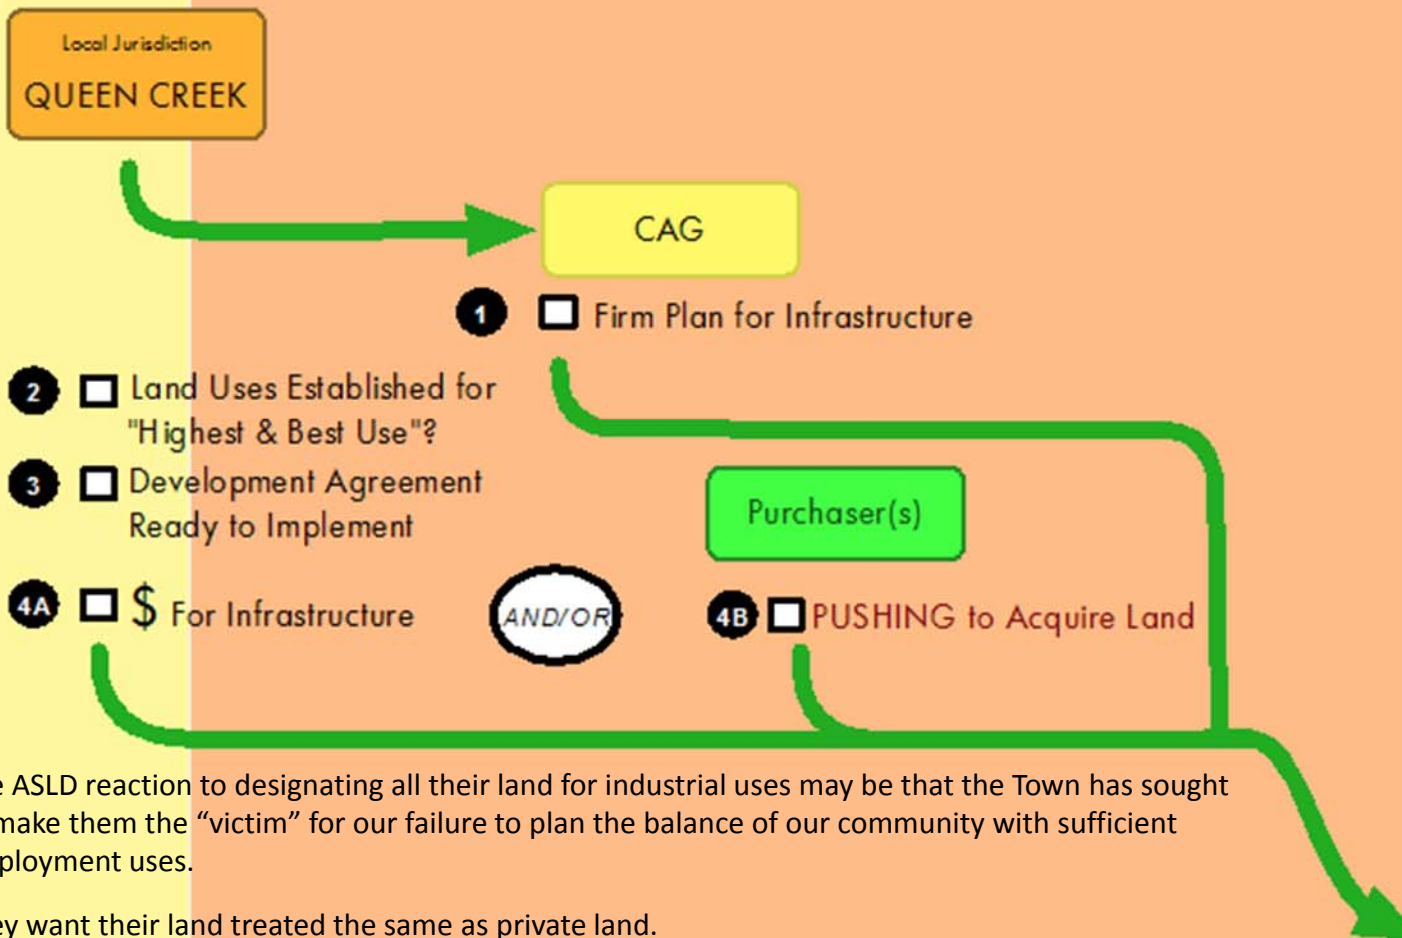 Local Jurisdiction
QUEEN CREEK
CAG
1 Firm Plan for Infrastructure
2 Land Uses Established for
"Highest & Best Use"?
3 Development Agreement
Ready to Implement
Purchaser(s)
4A $ For Infrastructure
AND/OR
4B PUSHING to Acquire Land
e ASLD reaction to designating all their land for industrial uses may be that the Town has sought
make them the “victim” for our failure to plan the balance of our community with sufficient
ployment uses.
ey want their land treated the same as private land.